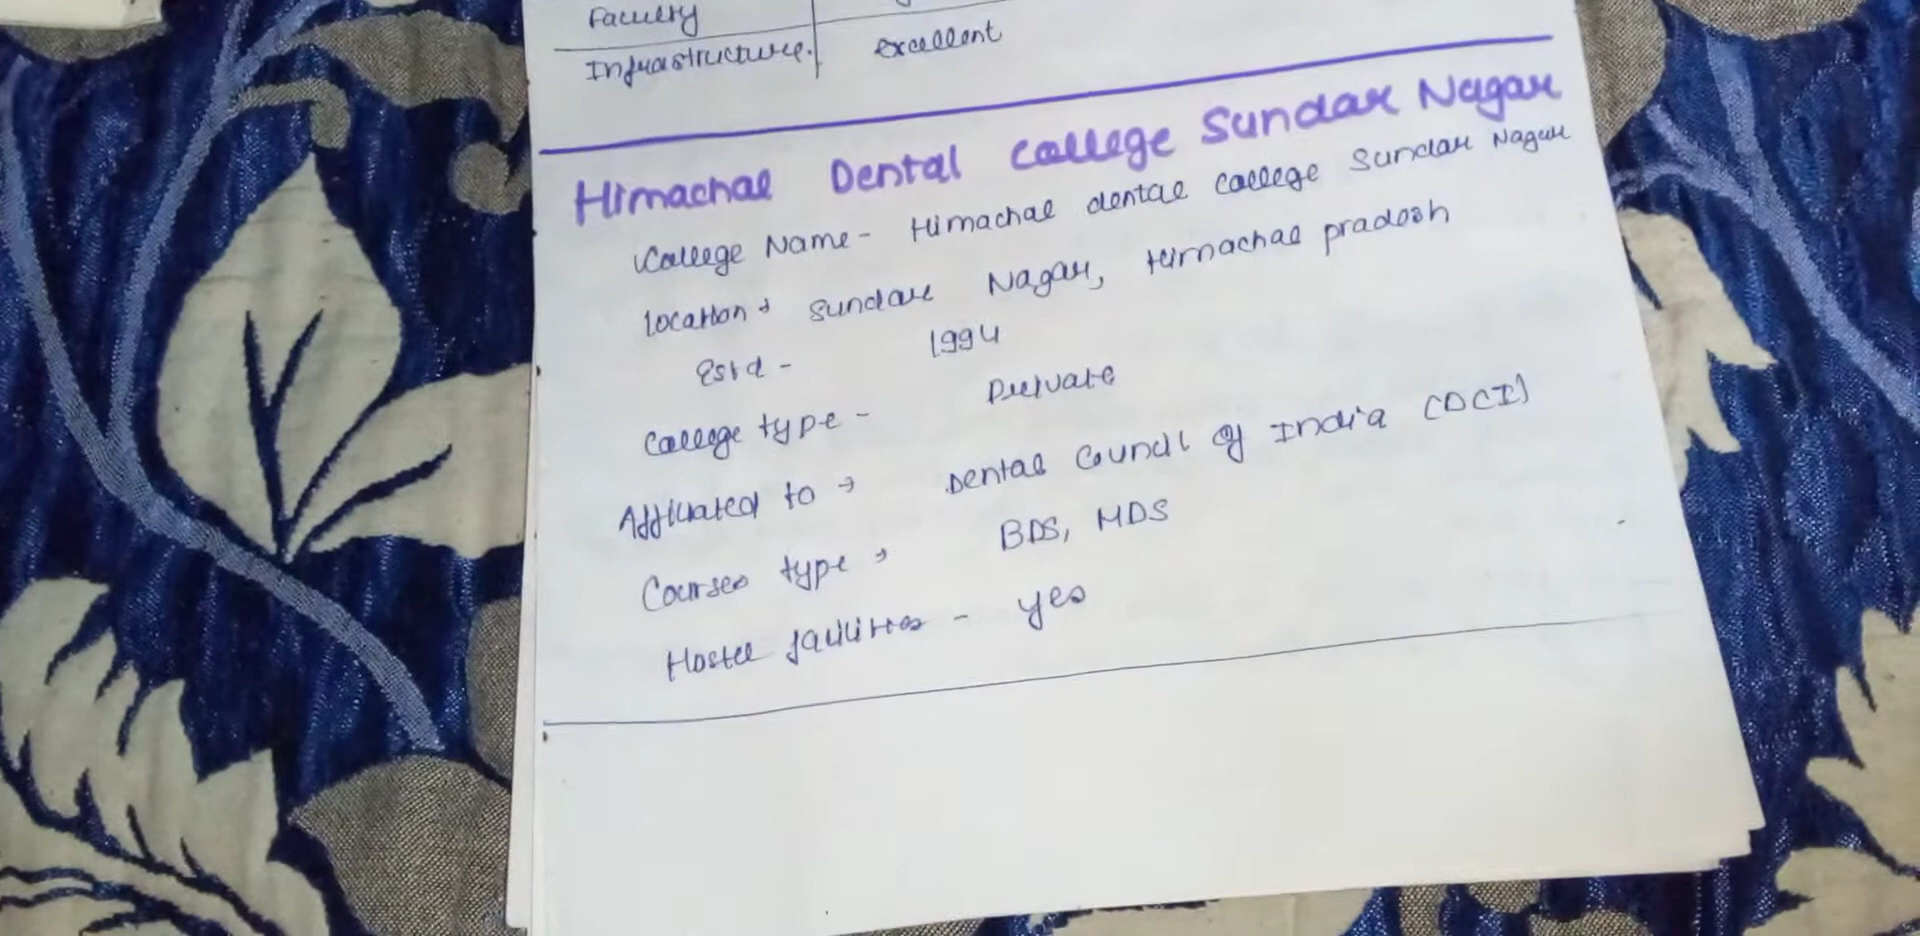 Faculty
Infrastructure. excellent
Himachal Dental College Sundar Nagar
College Name - Himachal dental college Sundar Nagar
Location → Sundar Nagar, Himachal pradesh
Estd - 1994
College type - Private
Affiliated to → Dental Council of India (DCI)
Courses type → BDS, MDS
Hostel facilities - yes